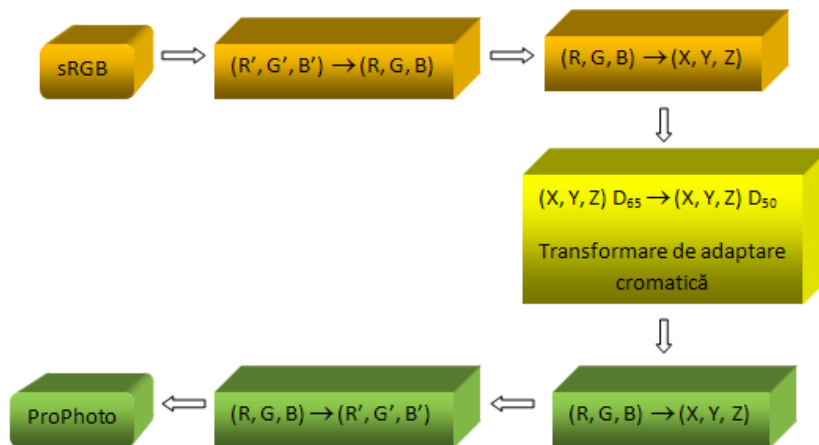 sRGB
(R’, G’, B’) → (R, G, B)
(R, G, B) → (X, Y, Z)
(X, Y, Z) D₆₅ → (X, Y, Z) D₅₀
Transformare de adaptare
cromatică
ProPhoto
(R, G, B) → (R’, G’, B’)
(R, G, B) → (X, Y, Z)